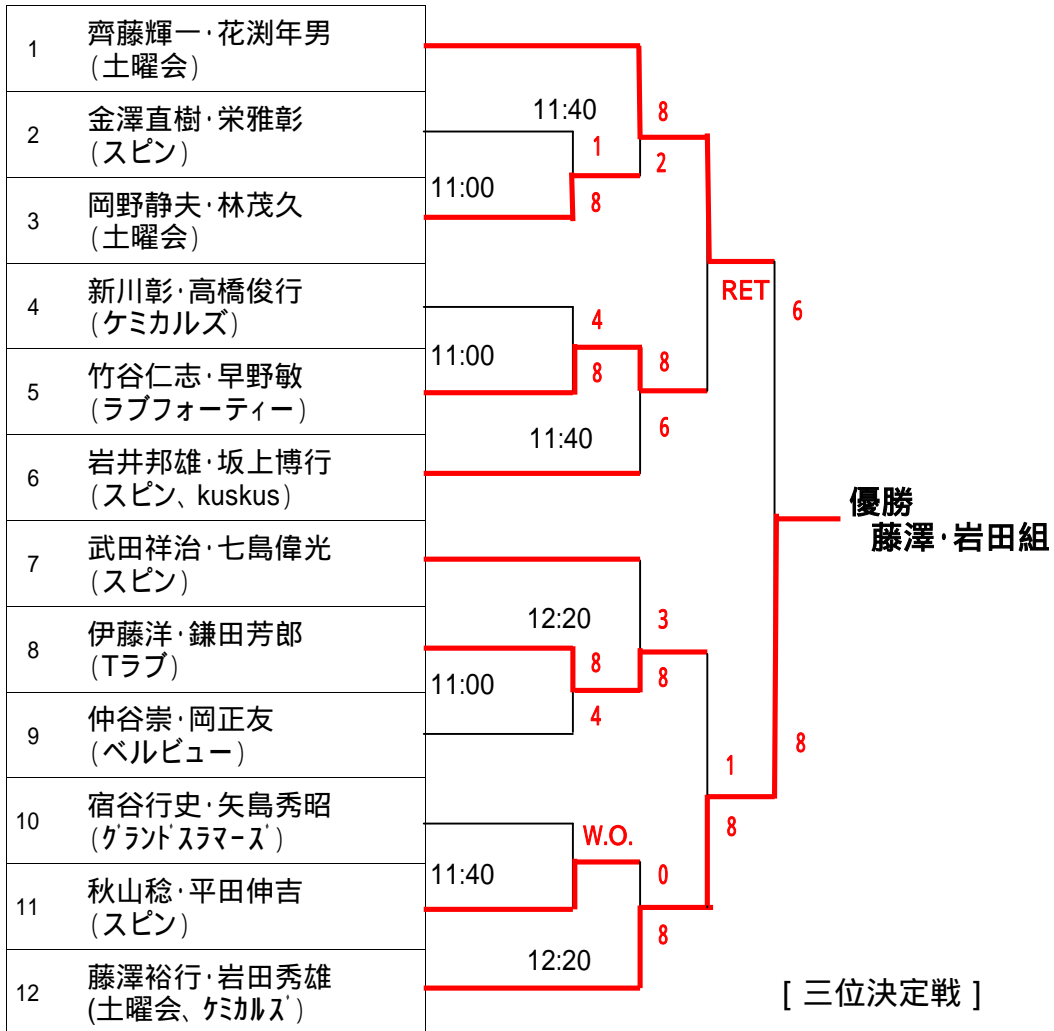 1 齊藤輝一·花渕年男
(土曜会)
2 金澤直樹·栄雅彰
(スピン)
3 岡野静夫·林茂久
(土曜会)
4 新川彰·高橋俊行
(ケミカルズ)
5 竹谷仁志·早野敏
(ラブフォーティー)
6 岩井邦雄·坂上博行
(スピン、kuskus)
7 武田祥治·七島偉光
(スピン)
8 伊藤洋·鎌田芳郎
(Tラブ)
9 仲谷崇·岡正友
(ベルビュー)
10 宿谷行史·矢島秀昭
(グランドスラマーズ)
11 秋山稔·平田伸吉
(スピン)
12 藤澤裕行·岩田秀雄
(土曜会、ケミカルズ)
11:40
11:00
11:00
11:40
12:20
11:00
11:40
12:20
1
8
4
8
8
4
W.O.
8
2
8
6
3
8
0
8
RET
1
8
6
8
優勝
藤澤·岩田組
[ 三位決定戦 ]